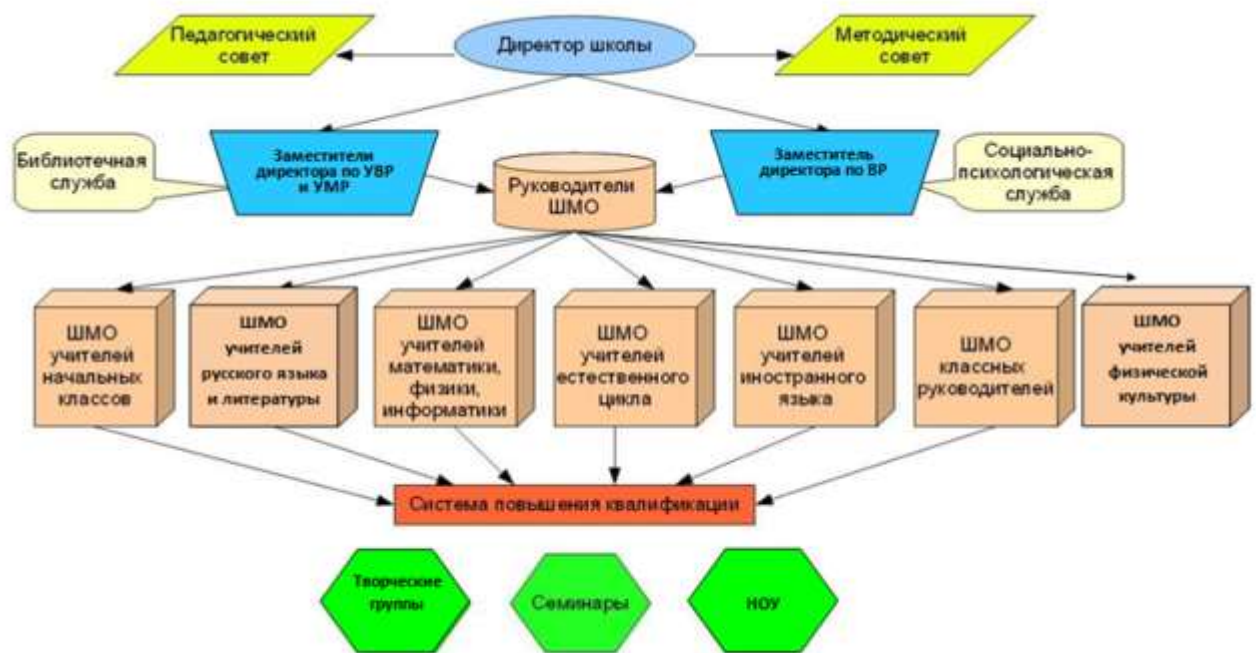 Педагогический
совет
Директор школы
Методический
совет
Библиотечная
служба
Заместители
директора по УВР
и УМР
Руководители
ШМО
Заместитель
директора по ВР
Социально-
психологическая
служба
ШМО
учителей
начальных
классов
ШМО
учителей
русского языка
и литературы
ШМО
учителей
математики,
физики,
информатики
ШМО
учителей
естественного
цикла
ШМО
учителей
иностранного
языка
ШМО
классных
руководителей
ШМО
учителей
физической
культуры
Система повышения квалификации
Творческие
группы
Семинары
НОУ